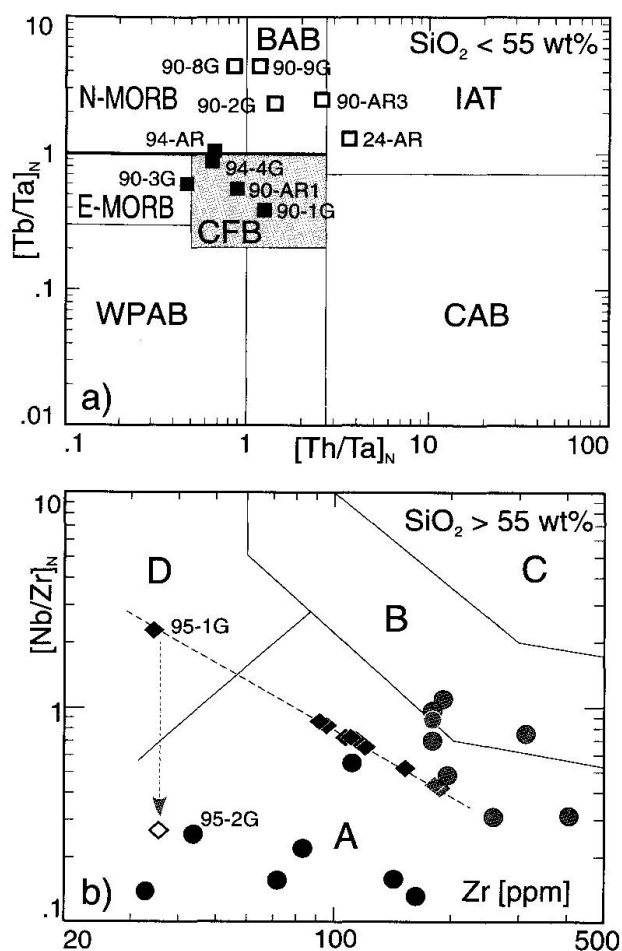 10
BAB
SiO₂ < 55 wt%
90-8G
90-9G
N-MORB
90-2G
90-AR3
IAT
94-AR
24-AR
1
94-4G
90-3G
90-AR1
E-MORB
90-1G
CFB
[Tb/Ta]N
.1
WPAB
CAB
a)
.01
.1
1
10
100
[Th/Ta]N
10
SiO₂ > 55 wt%
D
C
[Nb/Zr]N
95-1G
B
1
95-2G
A
b)
Zr [ppm]
.1
20
100
500